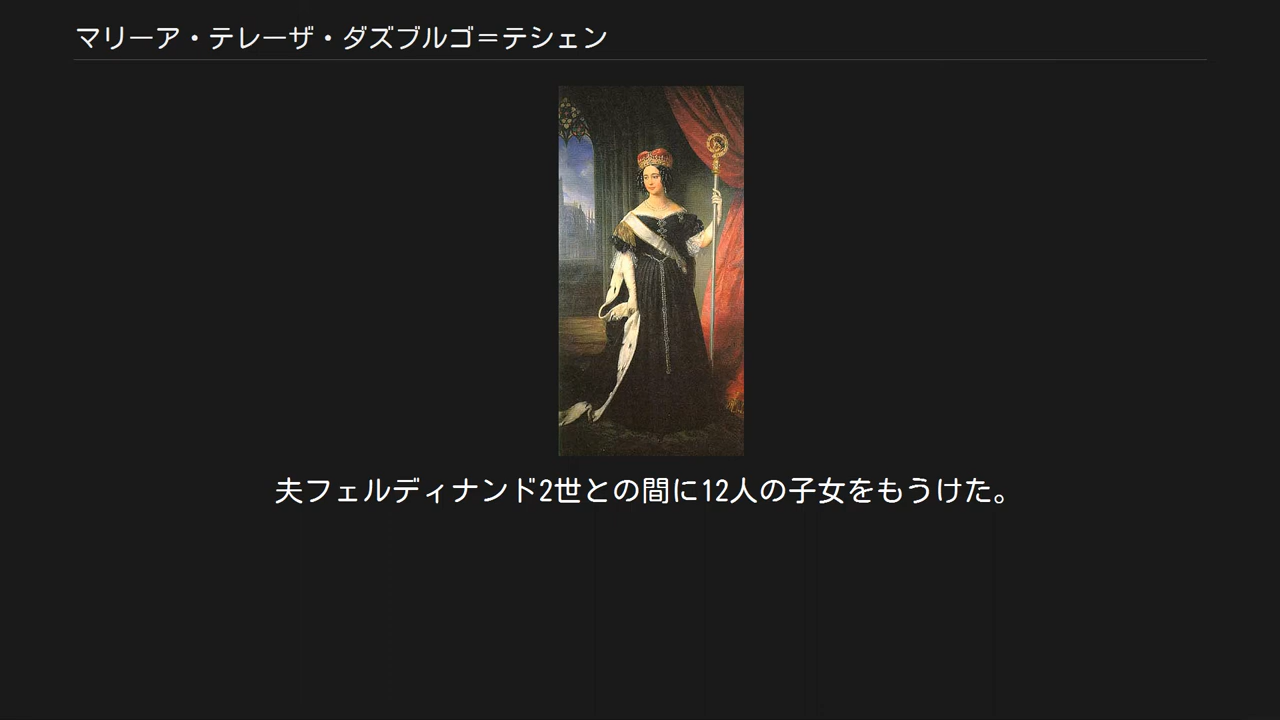 マリーア・テレーザ・ダズブルゴ＝テシェン
夫フェルディナンド2世との間に12人の子女をもうけた。